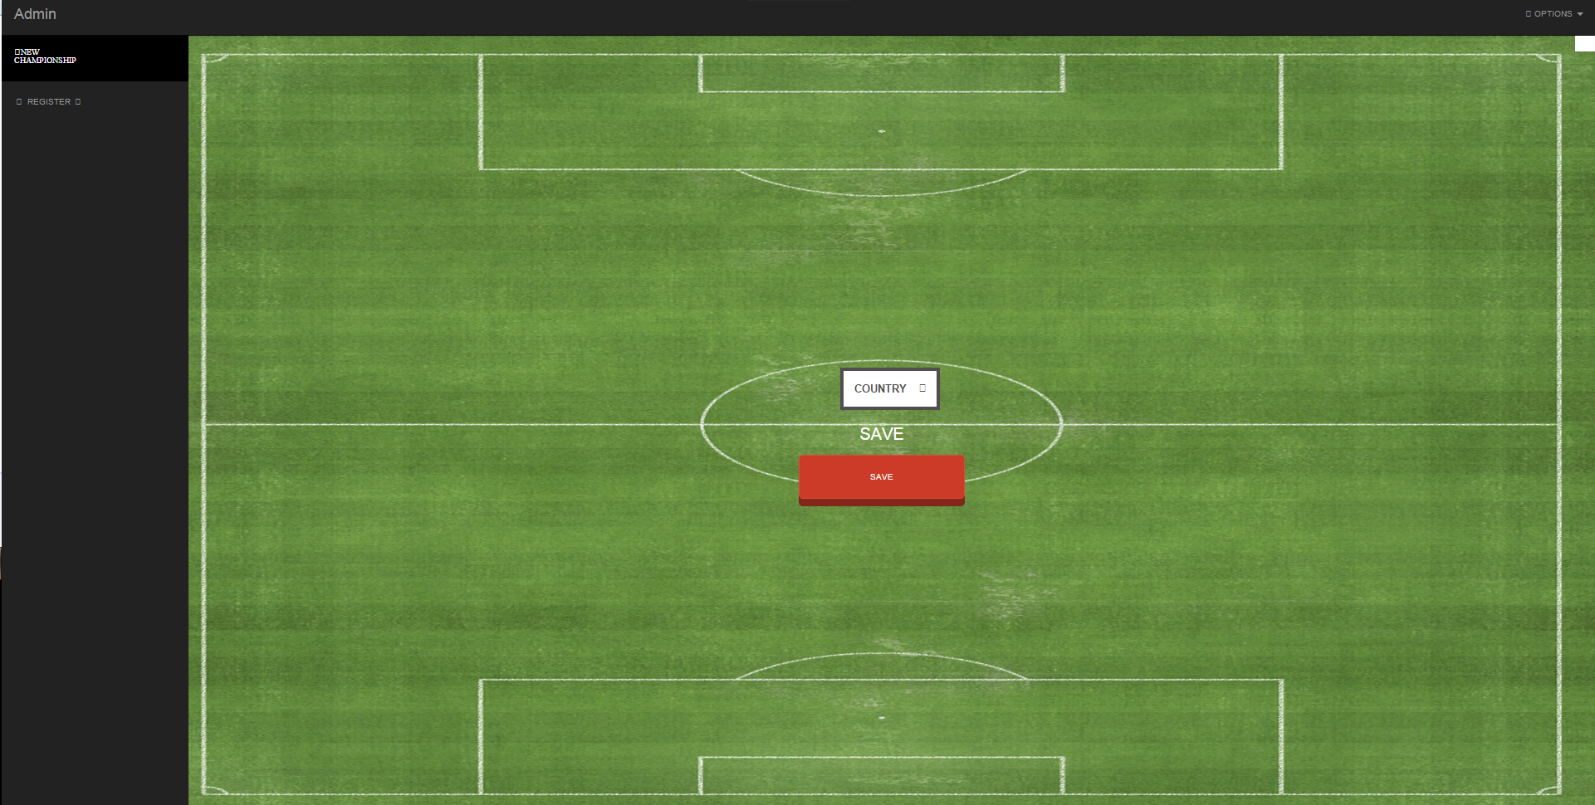 Admin
OPTIONS
NEW
CHAMPIONSHIP
REGISTER
COUNTRY
SAVE
SAVE